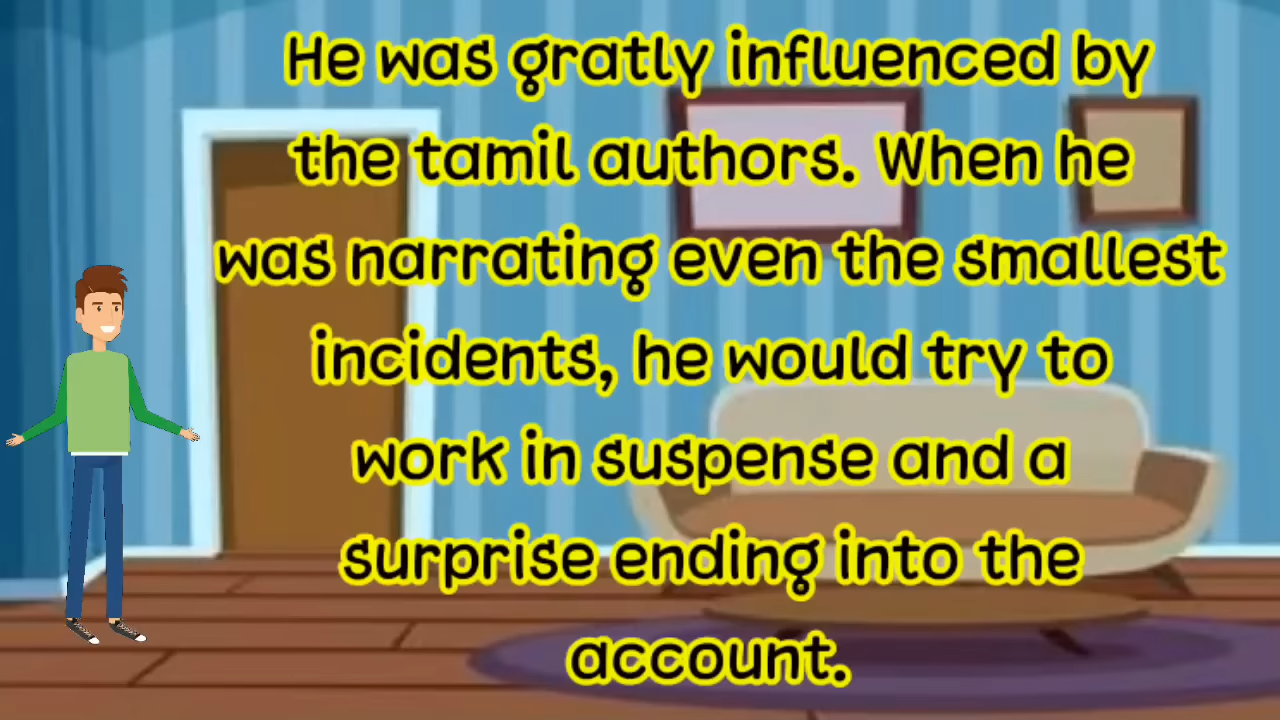 He was gratly influenced by
the tamil authors. When he
was narrating even the smallest
incidents, he would try to
work in suspense and a
surprise ending into the
account.